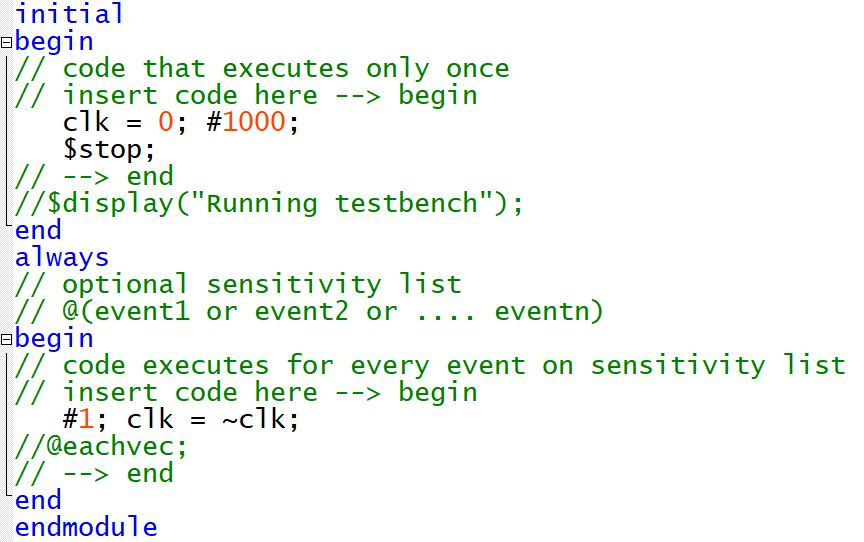 initial
begin
// code that executes only once
// insert code here --> begin
   clk = 0; #1000;
   $stop;
// --> end
//$display("Running testbench");
end
always
// optional sensitivity list
// @(event1 or event2 or .... eventn)
begin
// code executes for every event on sensitivity list
// insert code here --> begin
   #1; clk = ~clk;
//@eachvec;
// --> end
end
endmodule